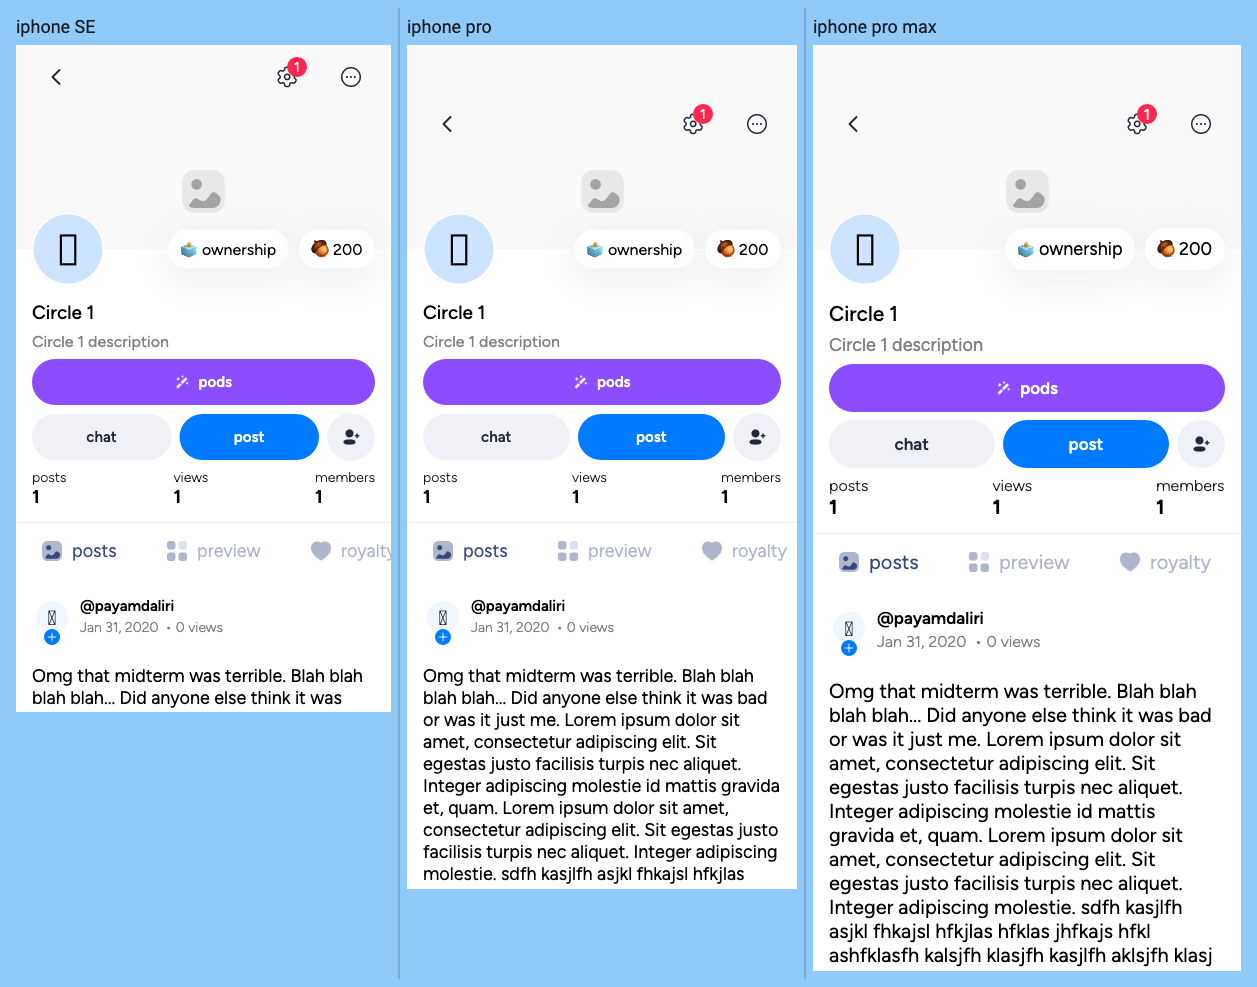 iphone SE
1
ownership
200
Circle 1
Circle 1 description
pods
chat
post
posts
views
members
1
1
1
posts
preview
royalty
@payamdaliri
Jan 31, 2020 • 0 views
Omg that midterm was terrible. Blah blah
blah blah... Did anyone else think it was
iphone pro
1
ownership
200
Circle 1
Circle 1 description
pods
chat
post
posts
views
members
1
1
1
posts
preview
royalty
@payamdaliri
Jan 31, 2020 • 0 views
Omg that midterm was terrible. Blah blah
blah blah... Did anyone else think it was bad
or was it just me. Lorem ipsum dolor sit
amet, consectetur adipiscing elit. Sit
egestas justo facilisis turpis nec aliquet.
Integer adipiscing molestie id mattis gravida
et, quam. Lorem ipsum dolor sit amet,
consectetur adipiscing elit. Sit egestas justo
facilisis turpis nec aliquet. Integer adipiscing
molestie. sdfh kasjlfh asjkl fhkajsl hfkjlas
iphone pro max
1
ownership
200
Circle 1
Circle 1 description
pods
chat
post
posts
views
members
1
1
1
posts
preview
royalty
@payamdaliri
Jan 31, 2020 • 0 views
Omg that midterm was terrible. Blah blah
blah blah... Did anyone else think it was bad
or was it just me. Lorem ipsum dolor sit
amet, consectetur adipiscing elit. Sit
egestas justo facilisis turpis nec aliquet.
Integer adipiscing molestie id mattis
gravida et, quam. Lorem ipsum dolor sit
amet, consectetur adipiscing elit. Sit
egestas justo facilisis turpis nec aliquet.
Integer adipiscing molestie. sdfh kasjlfh
asjkl fhkajsl hfkjlas hfklas jhfkajs hfkl
ashfklasfh kalsjfh klasjfh kasjlfh aklsjfh klasj